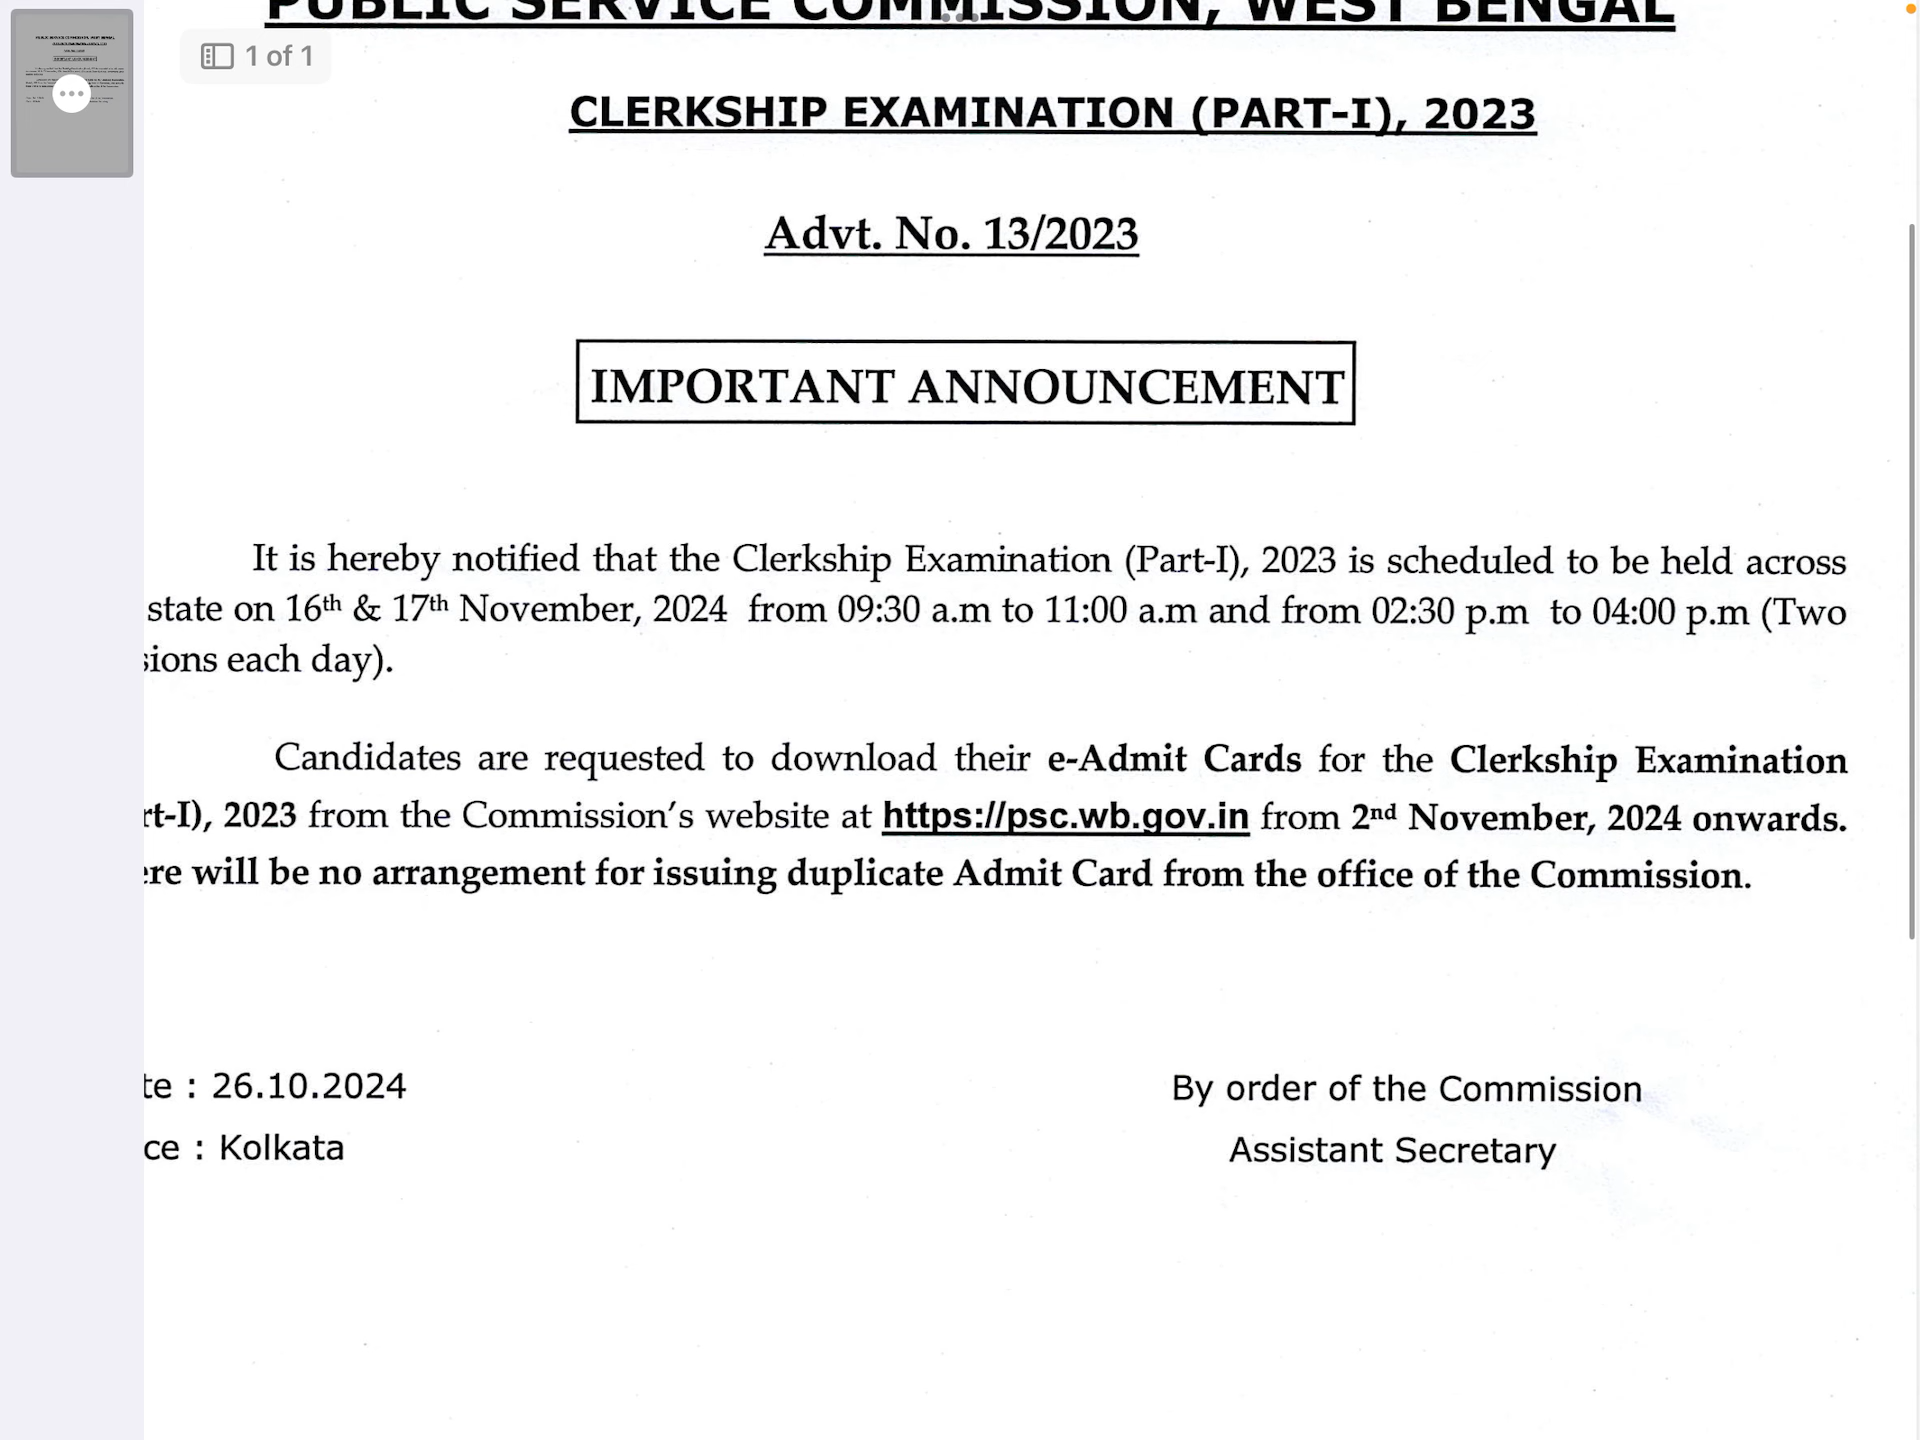 PUBLIC SERVICE COMMISSION, WEST BENGAL
1 of 1
CLERKSHIP EXAMINATION (PART-I), 2023
Advt. No. 13/2023
IMPORTANT ANNOUNCEMENT
It is hereby notified that the Clerkship Examination (Part-I), 2023 is scheduled to be held across
state on 16th & 17th November, 2024 from 09:30 a.m to 11:00 a.m and from 02:30 p.m to 04:00 p.m (Two
sions each day).
Candidates are requested to download their e-Admit Cards for the Clerkship Examination
rt-I), 2023 from the Commission's website at https://psc.wb.gov.in from 2nd November, 2024 onwards.
ere will be no arrangement for issuing duplicate Admit Card from the office of the Commission.
te : 26.10.2024
By order of the Commission
ce : Kolkata
Assistant Secretary